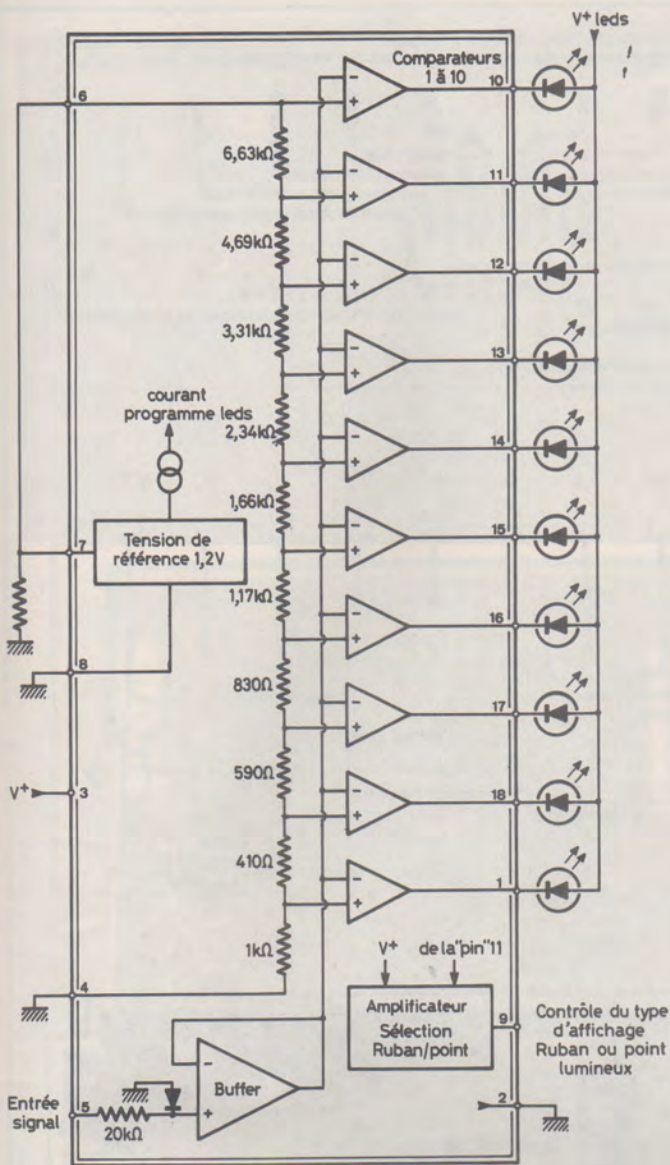 V+ leds
Comparateurs
1 à 10
10
6
6,63kΩ
11
4,69kΩ
12
3,31kΩ
13
courant
programme leds
2,34kΩ
14
1,66kΩ
15
7
Tension de
référence 1,2V
1,17kΩ
16
8
830Ω
17
590Ω
V+
3
18
410Ω
1
1kΩ
V+
de la "pin" 11
4
Amplificateur
Sélection
Ruban/point
9
Contrôle du type
d'affichage
Ruban ou point
lumineux
Buffer
2
Entrée
signal
5
20kΩ